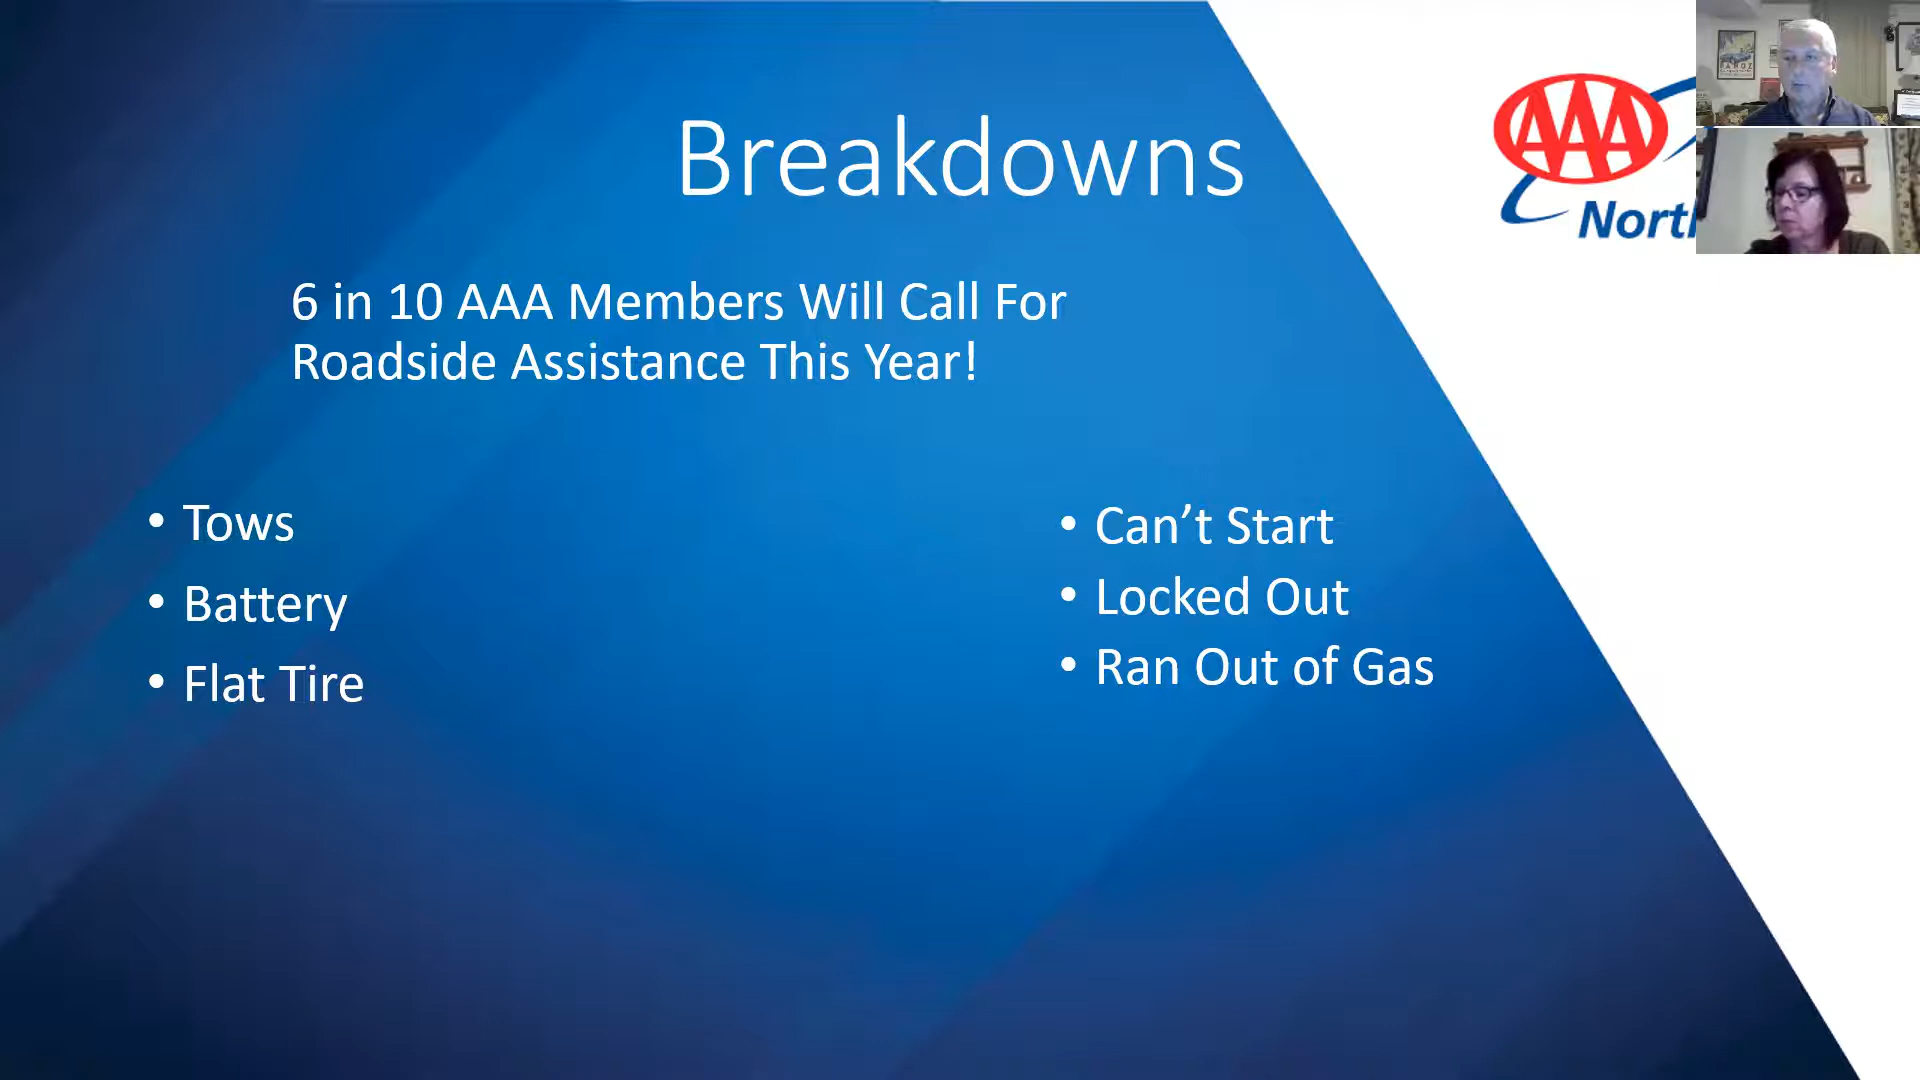 Breakdowns
AAA
6 in 10 AAA Members Will Call For
Roadside Assistance This Year!
• Tows
• Battery
• Flat Tire
• Can’t Start
• Locked Out
• Ran Out of Gas